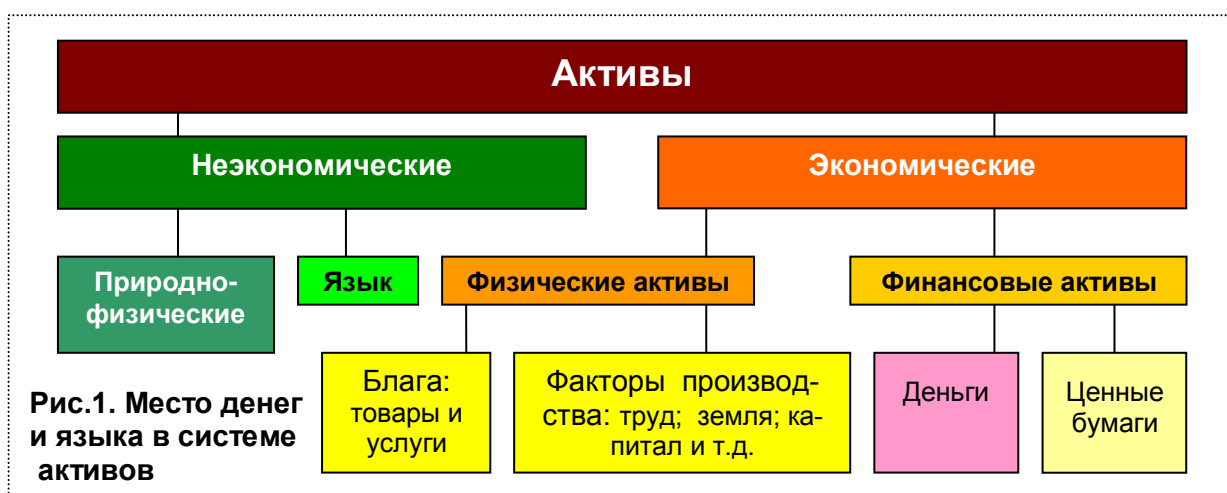 Активы
Неэкономические
Экономические
Природно-
физические
Язык
Физические активы
Финансовые активы
Блага:
товары и
услуги
Факторы производ-
ства: труд; земля; ка-
питал и т.д.
Деньги
Ценные
бумаги
Рис.1. Место денег
и языка в системе
активов